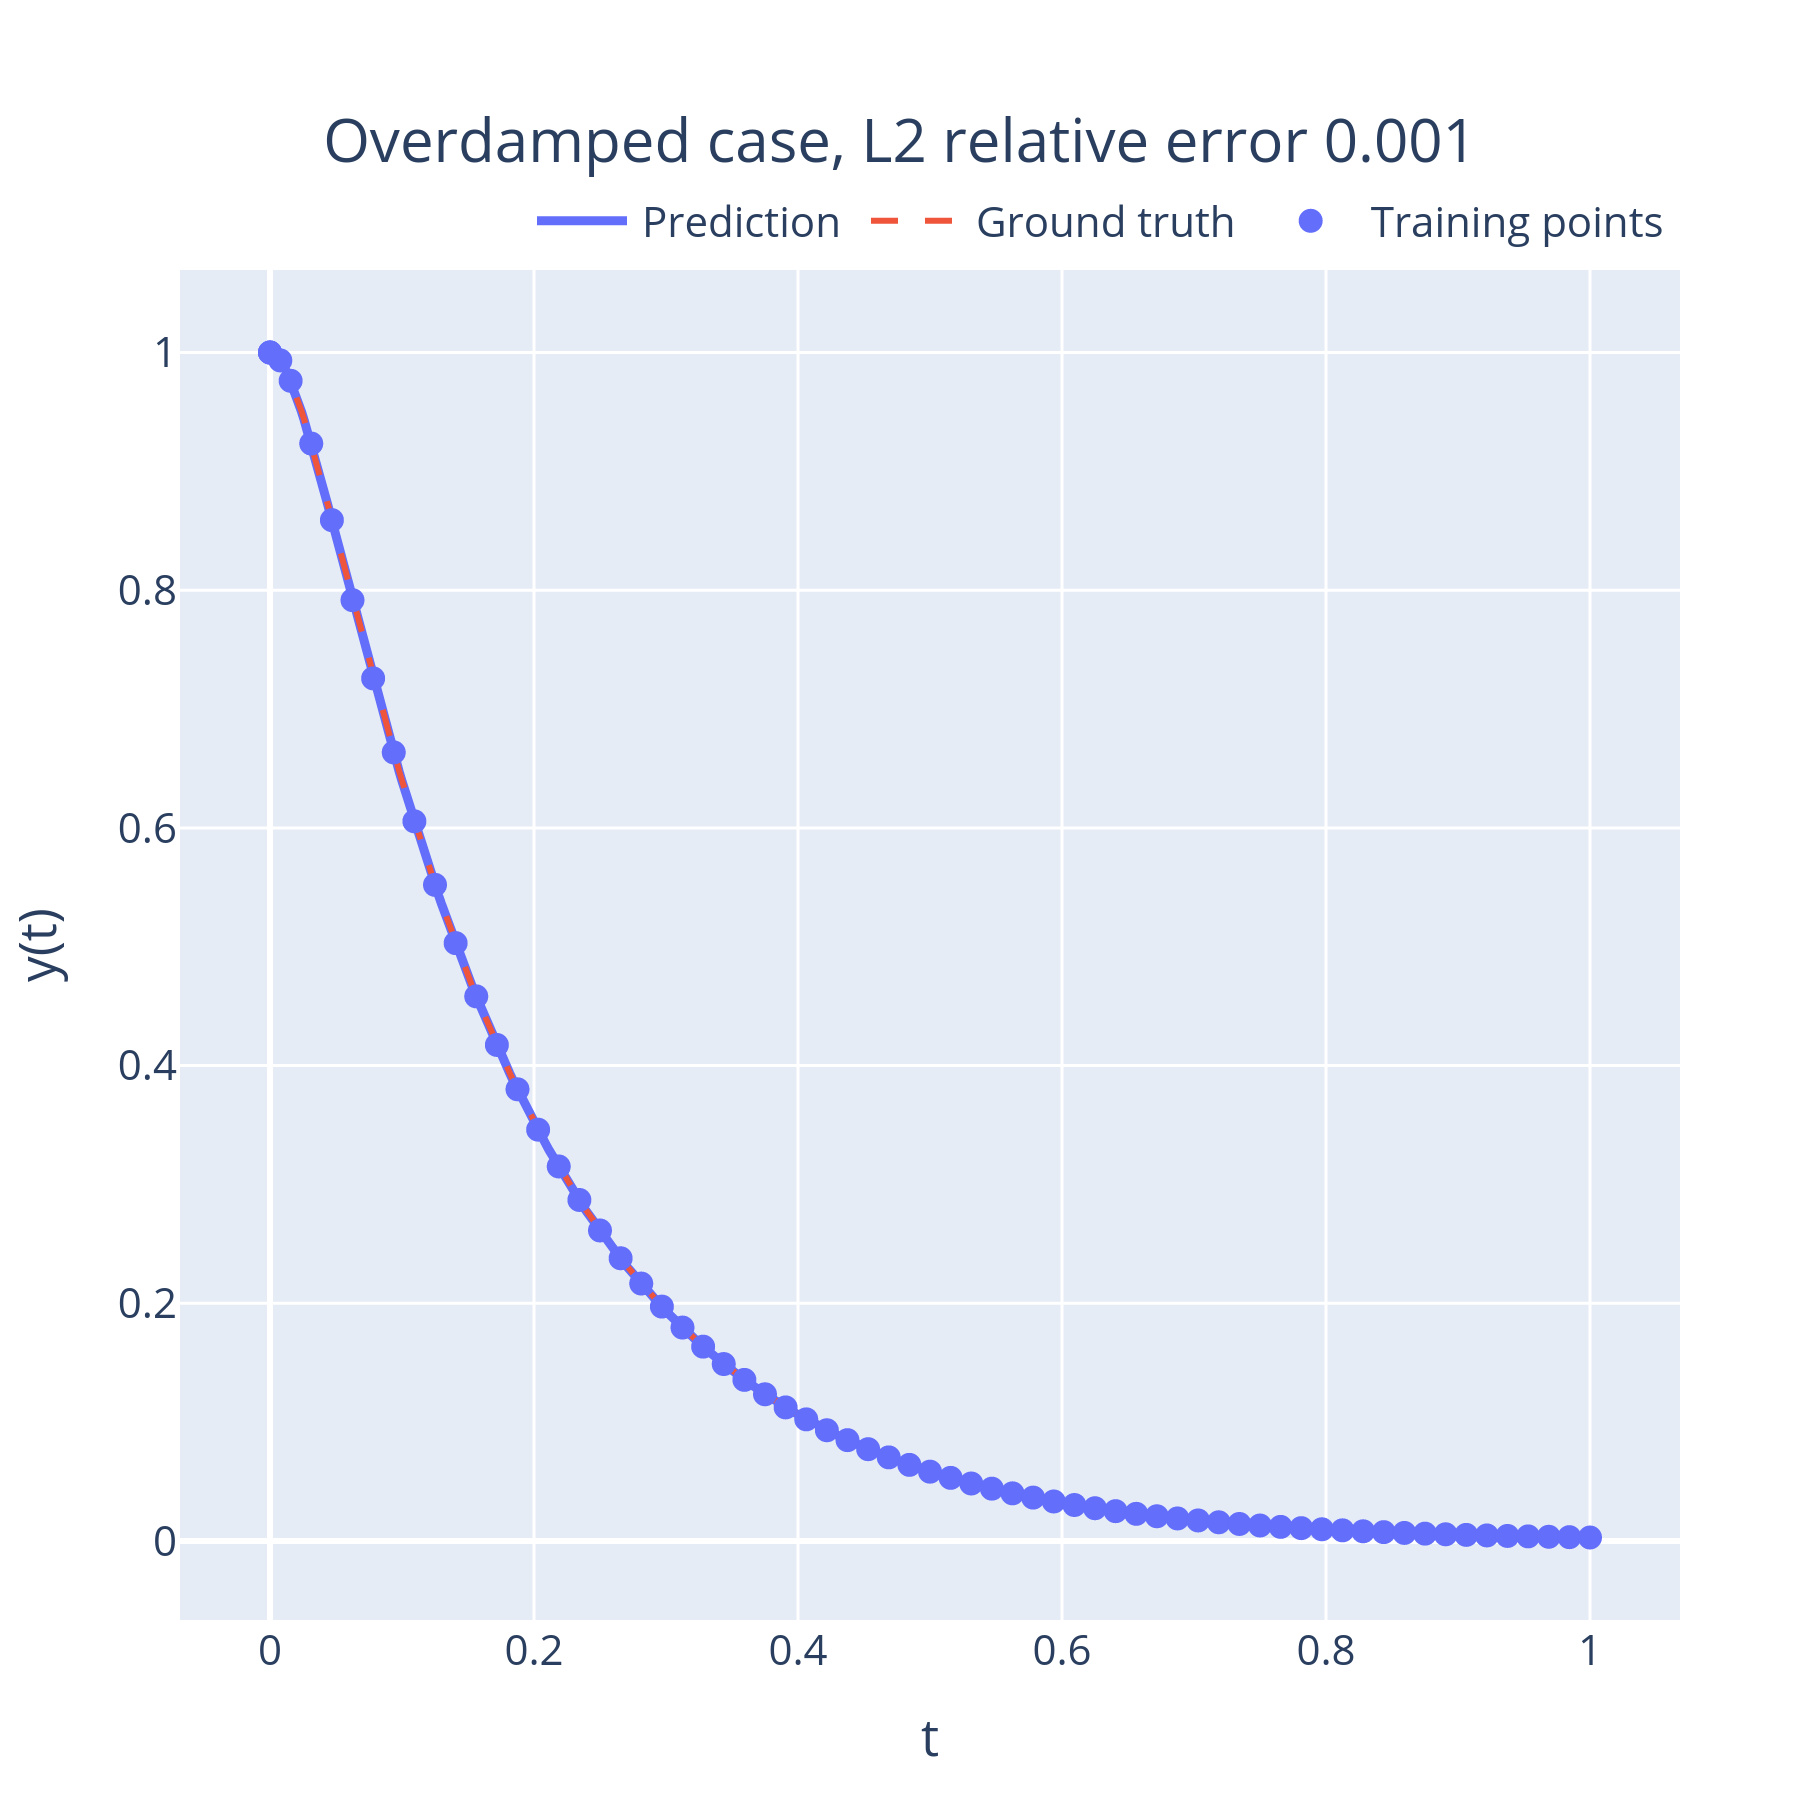 Overdamped case, L2 relative error 0.001
Prediction Ground truth Training points
1
0.8
0.6
0.4
0.2
0
y(t)
0 0.2 0.4 0.6 0.8 1
t